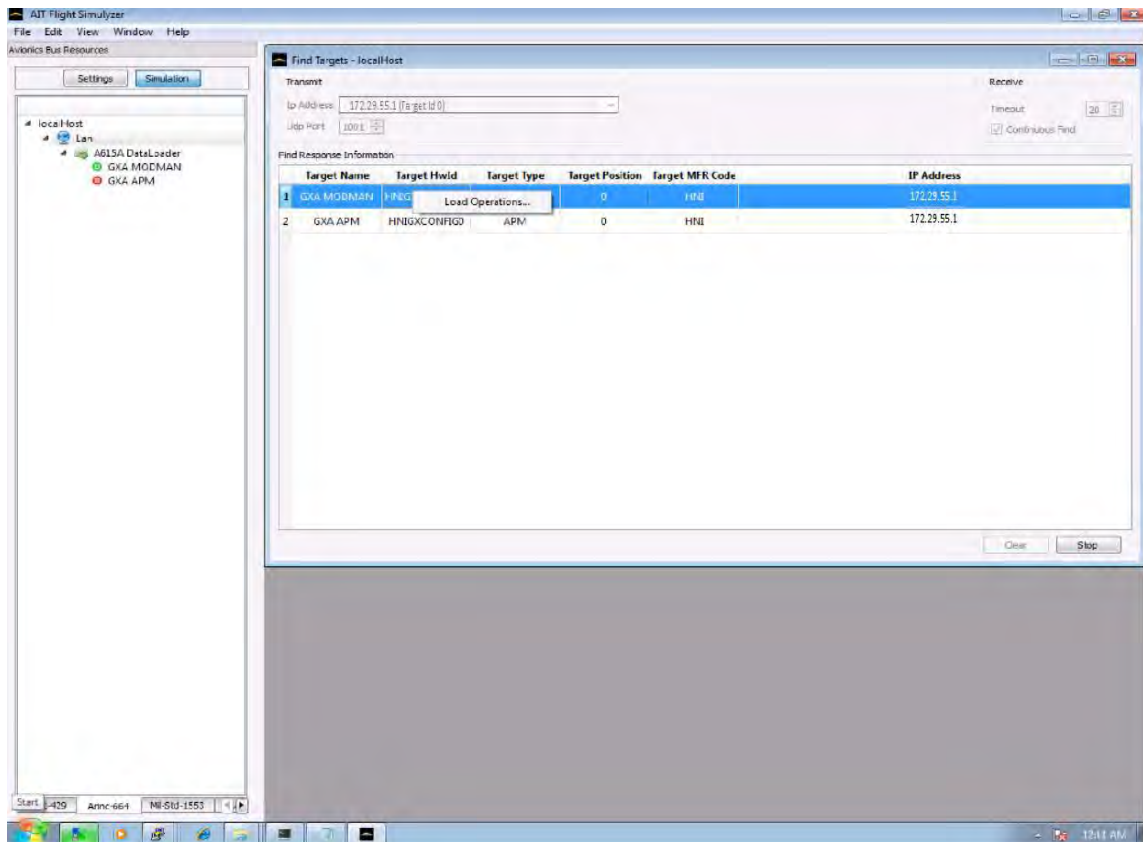 AIT Flight Simulyzer
File Edit View Window Help
Avionics Bus Resources
Settings Simulation
localHost
Lan
A615A DataLoader
GXA MODMAN
GXA APM
Find Targets - localHost
Transmit
Ip Address 172.29.55.1 (Target Id 0)
Udp Port 1001
Receive
Timeout 20
Continuous Find
Find Response Information
Target Name Target HwId Target Type Target Position Target MFR Code IP Address
1 GXA MODMAN HNIG 0 HNI 172.29.55.1
Load Operations...
2 GXA APM HNIGXCONFIG0 APM 0 HNI 172.29.55.1
Clear Stop
Start -429 Arinc-664 Mil-Std-1553
12:11 AM